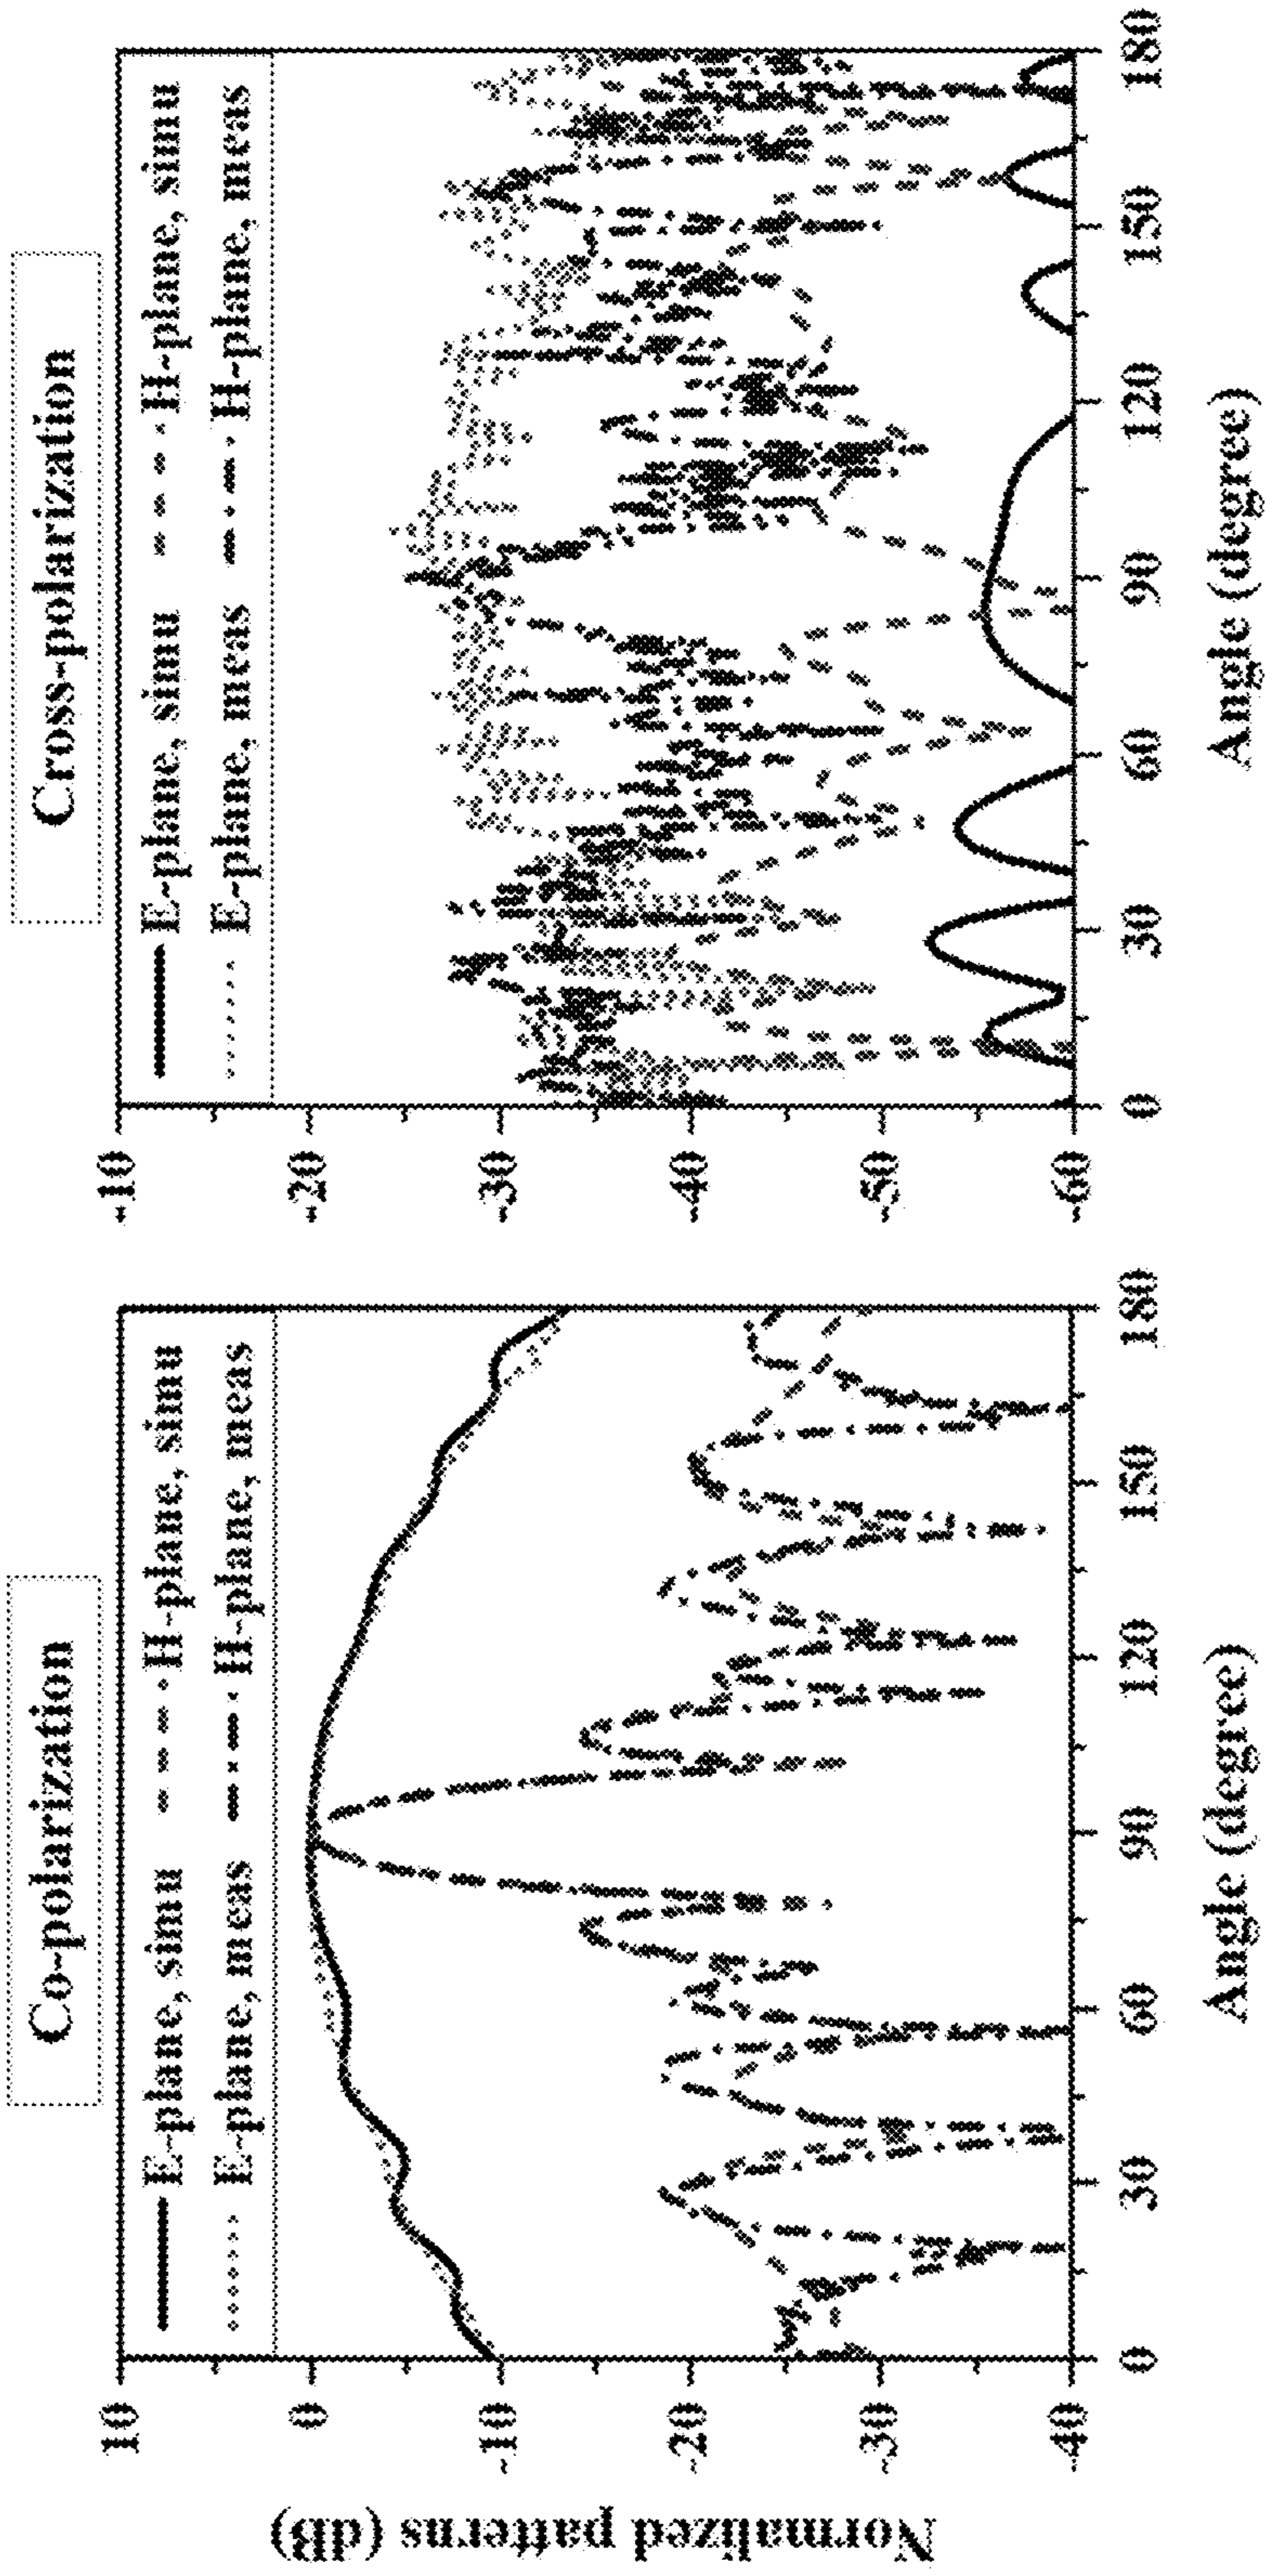 Co-polarization
E-plane, simu
H-plane, simu
E-plane, meas
H-plane, meas
Normalized patterns (dB)
10
0
-10
-20
-30
-40
0
30
60
90
120
150
180
Angle (degree)
Cross-polarization
E-plane, simu
H-plane, simu
E-plane, meas
H-plane, meas
-10
-20
-30
-40
-50
-60
0
30
60
90
120
150
180
Angle (degree)